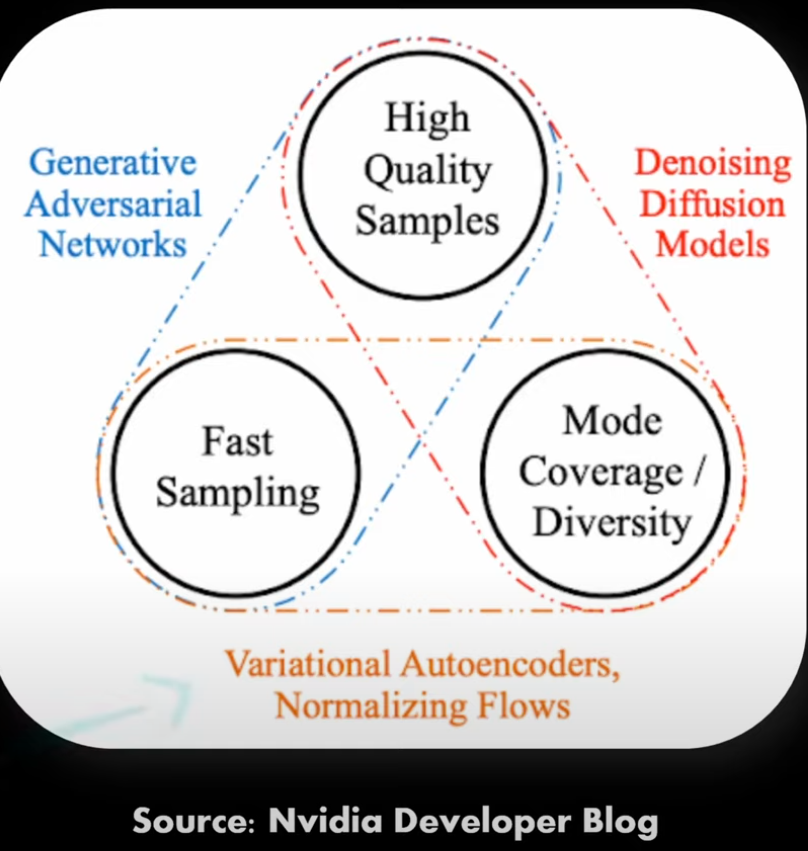 High
Quality
Samples
Generative
Adversarial
Networks
Denoising
Diffusion
Models
Fast
Sampling
Mode
Coverage /
Diversity
Variational Autoencoders,
Normalizing Flows
Source: Nvidia Developer Blog